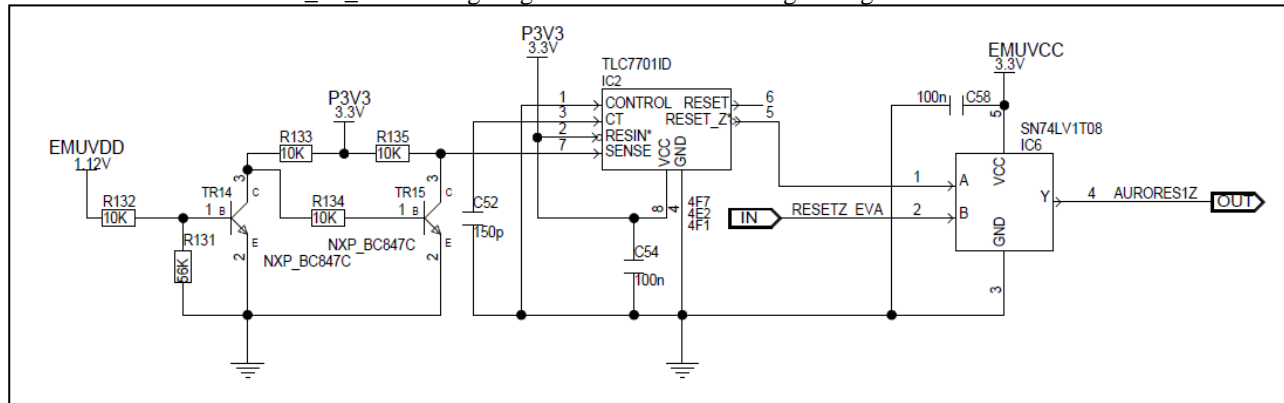 P3V3
3.3V
TLC7701ID
IC2
1 CONTROL RESET 6
3 CT RESET_Z* 5
2 RESIN*
7 SENSE
VCC GND
8 4
4F7
4E2
4F1
EMUVCC
3.3V
100n C58
5
SN74LV1T08
IC6
VCC
1 A
Y 4 AURORES1Z OUT
IN RESETZ_EVA 2 B
GND
3
P3V3
3.3V
R133 R135
10K 10K
EMUVDD
1.12V
R132
10K
TR14
3 C
1 B
E
2
R134
10K
TR15
3 C
1 B
E
2
R131
56K
NXP_BC847C
NXP_BC847C
C52
150p
C54
100n